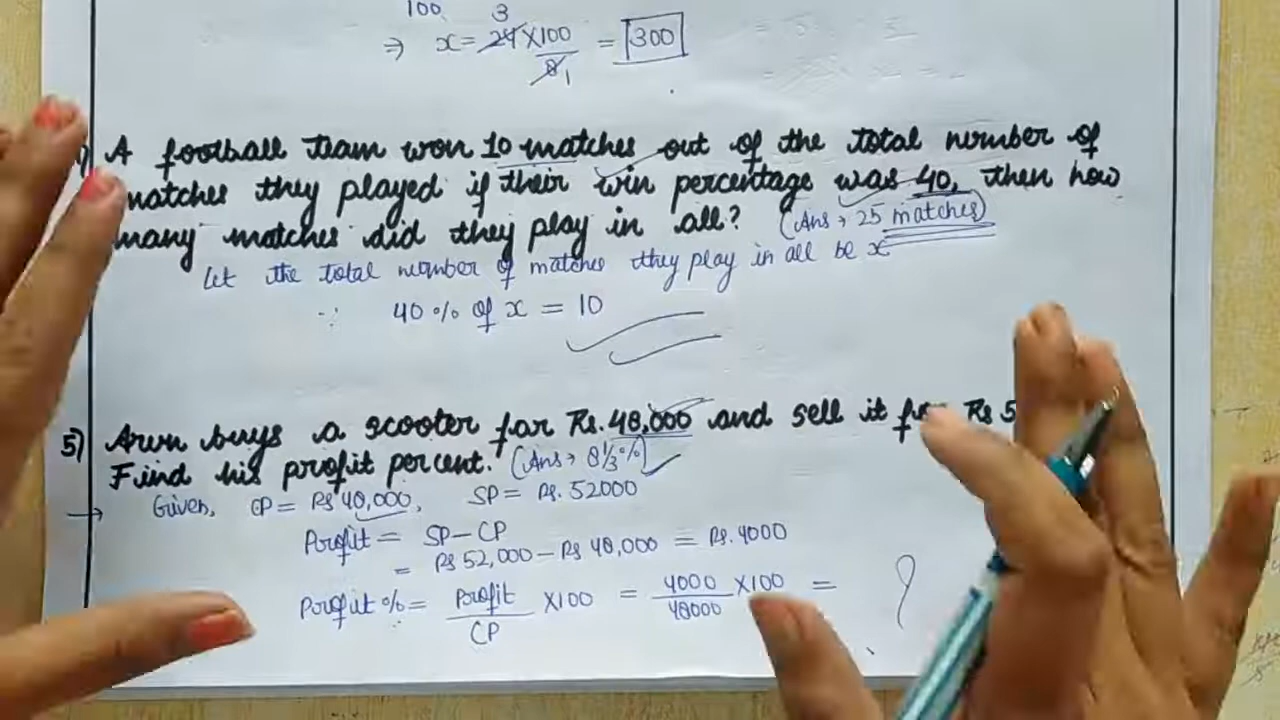 100
3
⇒ x = 24×100 = 300
8 1
) A football team won 10 matches out of the total number of
matches they played if their win percentage was 40, then how
many matches did they play in all? (Ans → 25 matches)
Let the total number of matches they play in all be x
∵ 40 % of x = 10
5) Arun buys a scooter for Rs. 48,000 and sell it for Rs 5
Find his profit percent. (Ans → 8 1/3 %)
→ Given, CP = Rs 48,000, SP = Rs. 52000
Profit = SP − CP
= Rs 52,000 − Rs 48,000 = Rs. 4000
Profit % = Profit/CP ×100 = 4000/48000 ×100 = ?